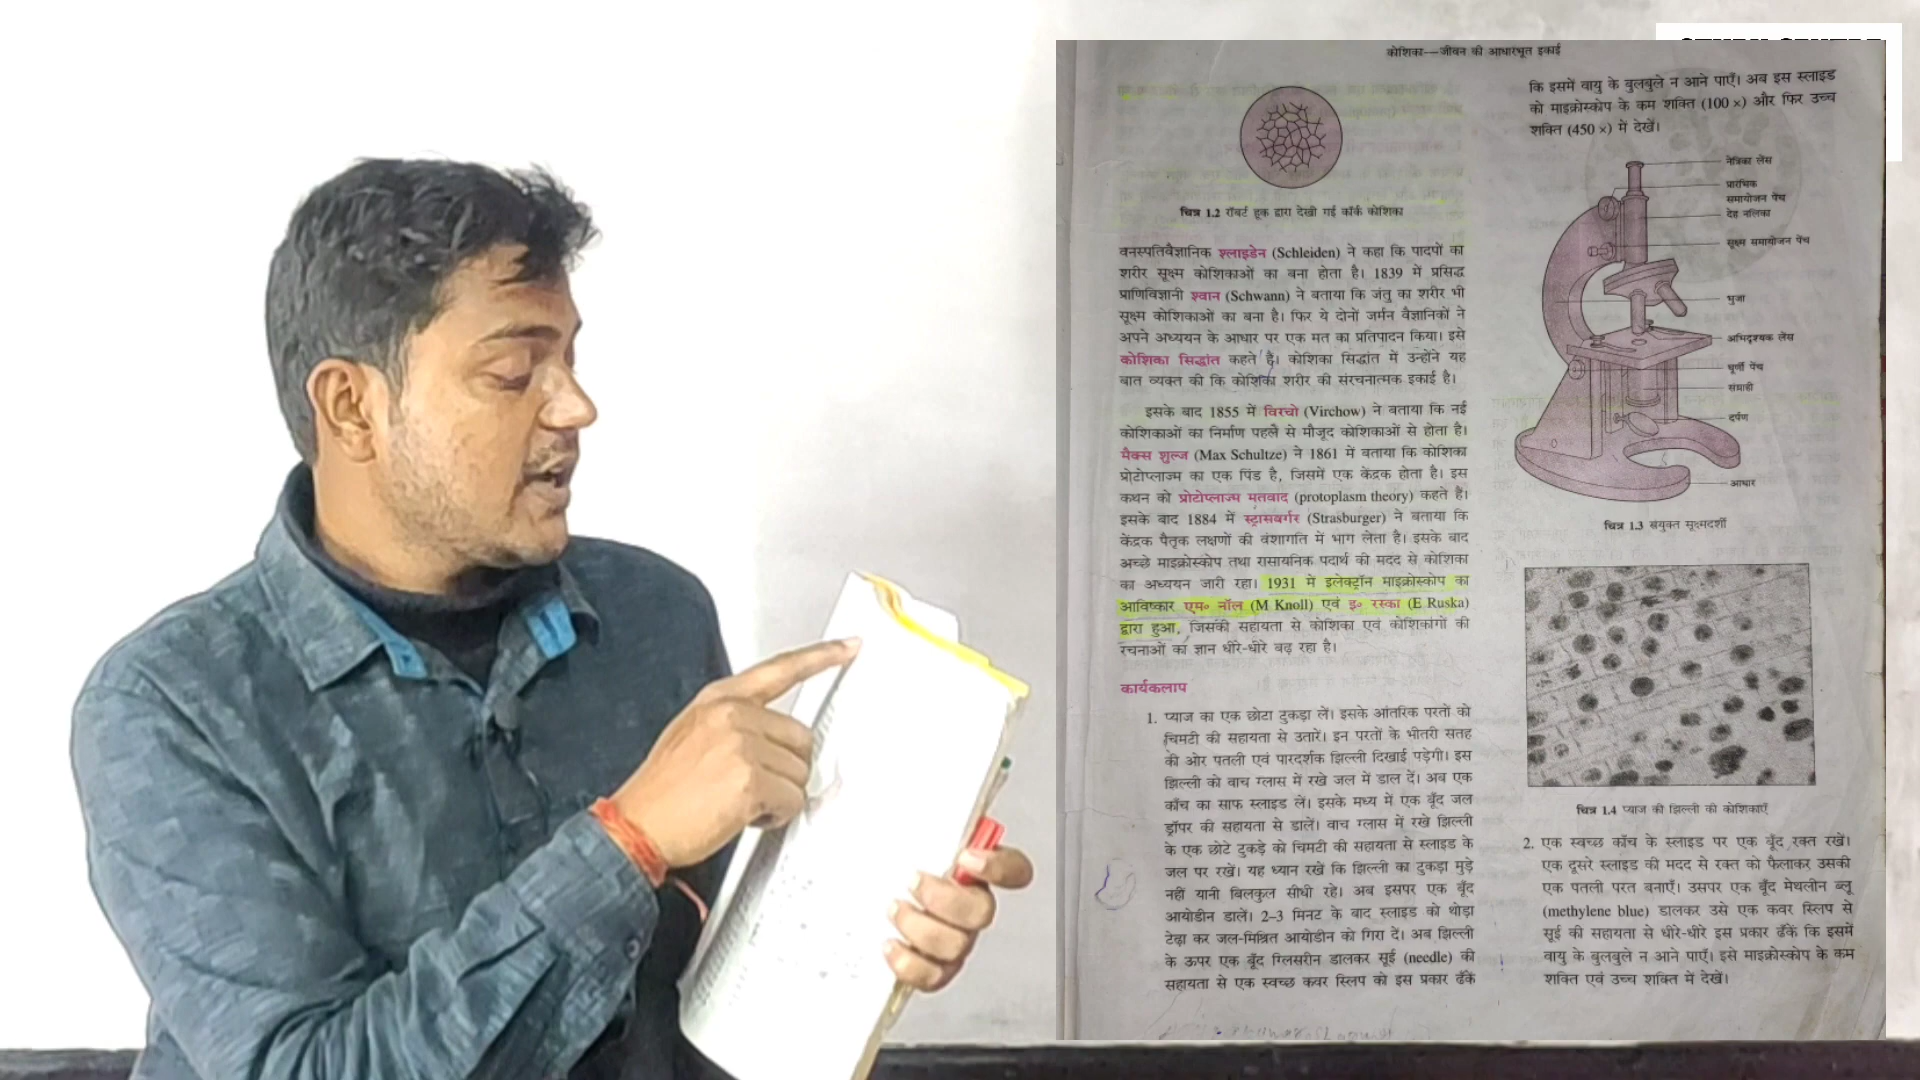 कोशिका—जीवन की आधारभूत इकाई
चित्र 1.2 रॉबर्ट हूक द्वारा देखी गई कॉर्क कोशिका
वनस्पतिवैज्ञानिक श्लाइडेन (Schleiden) ने कहा कि पादपों का
शरीर सूक्ष्म कोशिकाओं का बना होता है। 1839 में प्रसिद्ध
प्राणिविज्ञानी श्वान (Schwann) ने बताया कि जंतु का शरीर भी
सूक्ष्म कोशिकाओं का बना है। फिर ये दोनों जर्मन वैज्ञानिकों ने
अपने अध्ययन के आधार पर एक मत का प्रतिपादन किया। इसे
कोशिका सिद्धांत कहते हैं। कोशिका सिद्धांत में उन्होंने यह
बात व्यक्त की कि कोशिका शरीर की संरचनात्मक इकाई है।
इसके बाद 1855 में विरचो (Virchow) ने बताया कि नई
कोशिकाओं का निर्माण पहले से मौजूद कोशिकाओं से होता है।
मैक्स शुल्ज (Max Schultze) ने 1861 में बताया कि कोशिका
प्रोटोप्लाज्म का एक पिंड है, जिसमें एक केंद्रक होता है। इस
कथन को प्रोटोप्लाज्म मतवाद (protoplasm theory) कहते हैं।
इसके बाद 1884 में स्ट्रासबर्गर (Strasburger) ने बताया कि
केंद्रक पैतृक लक्षणों की वंशागति में भाग लेता है। इसके बाद
अच्छे माइक्रोस्कोप तथा रासायनिक पदार्थ की मदद से कोशिका
का अध्ययन जारी रहा। 1931 में इलेक्ट्रॉन माइक्रोस्कोप का
आविष्कार एम० नॉल (M Knoll) एवं इ० रस्का (E Ruska)
द्वारा हुआ, जिसकी सहायता से कोशिका एवं कोशिकांगों की
रचनाओं का ज्ञान धीरे-धीरे बढ़ रहा है।
कार्यकलाप
1. प्याज का एक छोटा टुकड़ा लें। इसके आंतरिक परतों को
चिमटी की सहायता से उतारें। इन परतों के भीतरी सतह
की ओर पतली एवं पारदर्शक झिल्ली दिखाई पड़ेगी। इस
झिल्ली को वाच ग्लास में रखे जल में डाल दें। अब एक
काँच का साफ स्लाइड लें। इसके मध्य में एक बूँद जल
ड्रॉपर की सहायता से डालें। वाच ग्लास में रखे झिल्ली
के एक छोटे टुकड़े को चिमटी की सहायता से स्लाइड के
जल पर रखें। यह ध्यान रखें कि झिल्ली का टुकड़ा मुड़े
नहीं यानी बिलकुल सीधी रहे। अब इसपर एक बूँद
आयोडीन डालें। 2–3 मिनट के बाद स्लाइड को थोड़ा
टेढ़ा कर जल-मिश्रित आयोडीन को गिरा दें। अब झिल्ली
के ऊपर एक बूँद ग्लिसरीन डालकर सूई (needle) की
सहायता से एक स्वच्छ कवर स्लिप को इस प्रकार ढँकें
कि इसमें वायु के बुलबुले न आने पाएँ। अब इस स्लाइड
को माइक्रोस्कोप के कम शक्ति (100 ×) और फिर उच्च
शक्ति (450 ×) में देखें।
नेत्रिका लेंस
प्रारंभिक
समायोजन पेंच
देह नलिका
सूक्ष्म समायोजन पेंच
भुजा
अभिदृश्यक लेंस
घूर्णी पेंच
संग्राही
दर्पण
आधार
चित्र 1.3 संयुक्त सूक्ष्मदर्शी
चित्र 1.4 प्याज की झिल्ली की कोशिकाएँ
2. एक स्वच्छ काँच के स्लाइड पर एक बूँद रक्त रखें।
एक दूसरे स्लाइड की मदद से रक्त को फैलाकर उसकी
एक पतली परत बनाएँ। उसपर एक बूँद मेथलीन ब्लू
(methylene blue) डालकर उसे एक कवर स्लिप से
सूई की सहायता से धीरे-धीरे इस प्रकार ढँकें कि इसमें
वायु के बुलबुले न आने पाएँ। इसे माइक्रोस्कोप के कम
शक्ति एवं उच्च शक्ति में देखें।